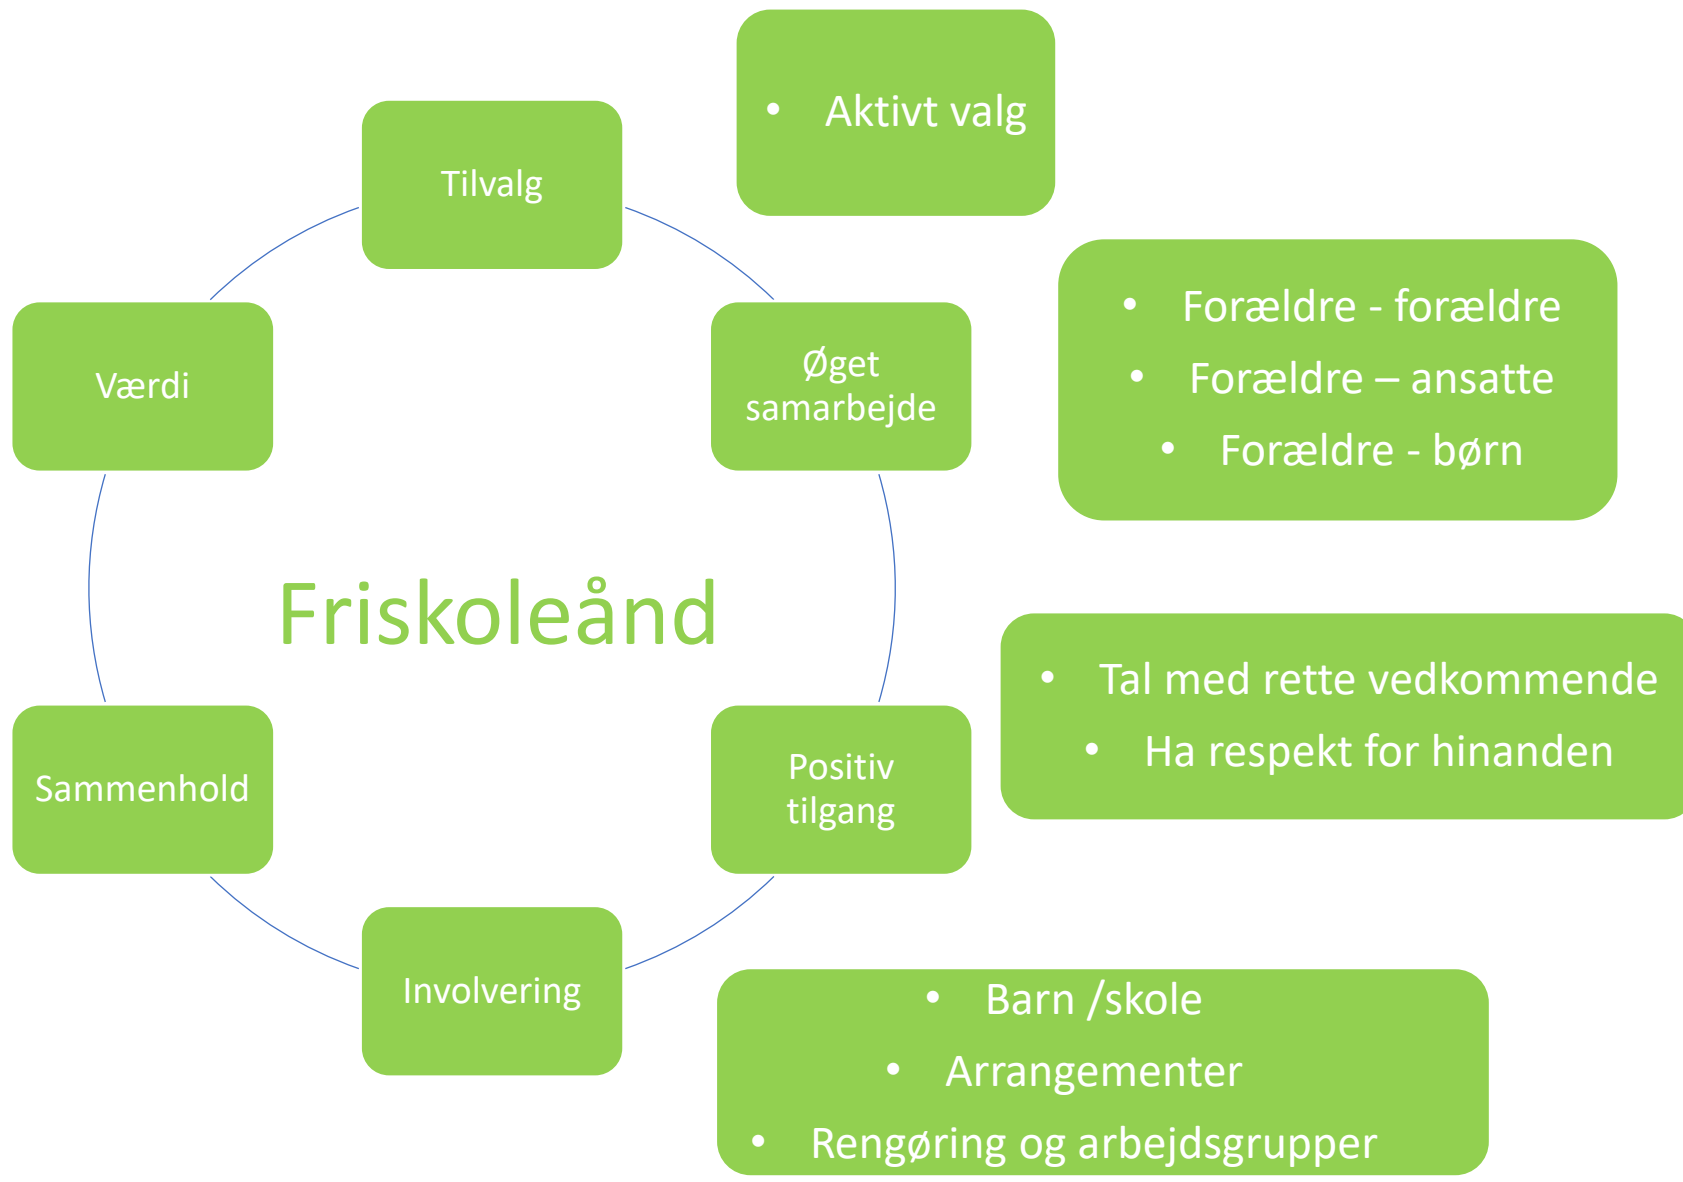 Tilvalg
• Aktivt valg
Øget
samarbejde
• Forældre - forældre
• Forældre – ansatte
• Forældre - børn
Positiv
tilgang
• Tal med rette vedkommende
• Ha respekt for hinanden
Involvering
• Barn /skole
• Arrangementer
• Rengøring og arbejdsgrupper
Sammenhold
Værdi
Friskoleånd